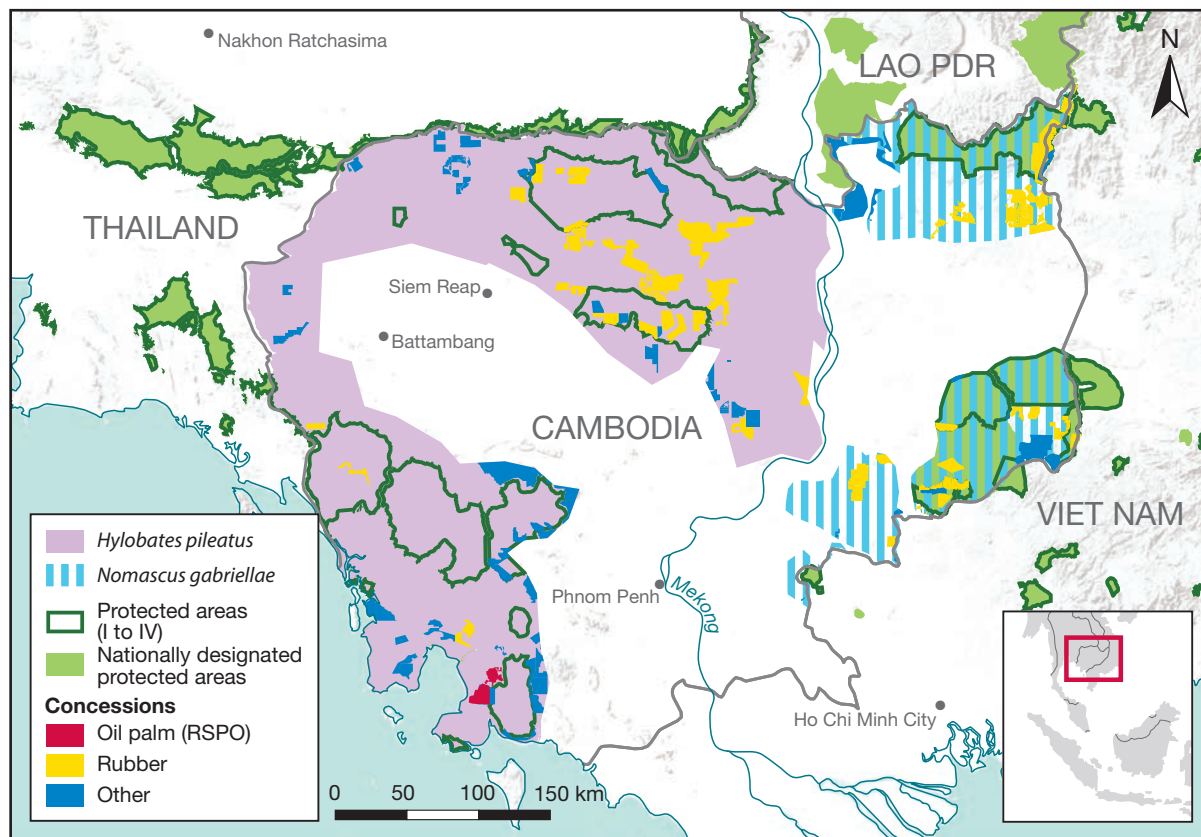 Nakhon Ratchasima
LAO PDR
N
THAILAND
Siem Reap
Battambang
CAMBODIA
VIET NAM
Phnom Penh
Mekong
Ho Chi Minh City
Hylobates pileatus
Nomascus gabriellae
Protected areas
(I to IV)
Nationally designated
protected areas
Concessions
Oil palm (RSPO)
Rubber
Other
0 50 100 150 km